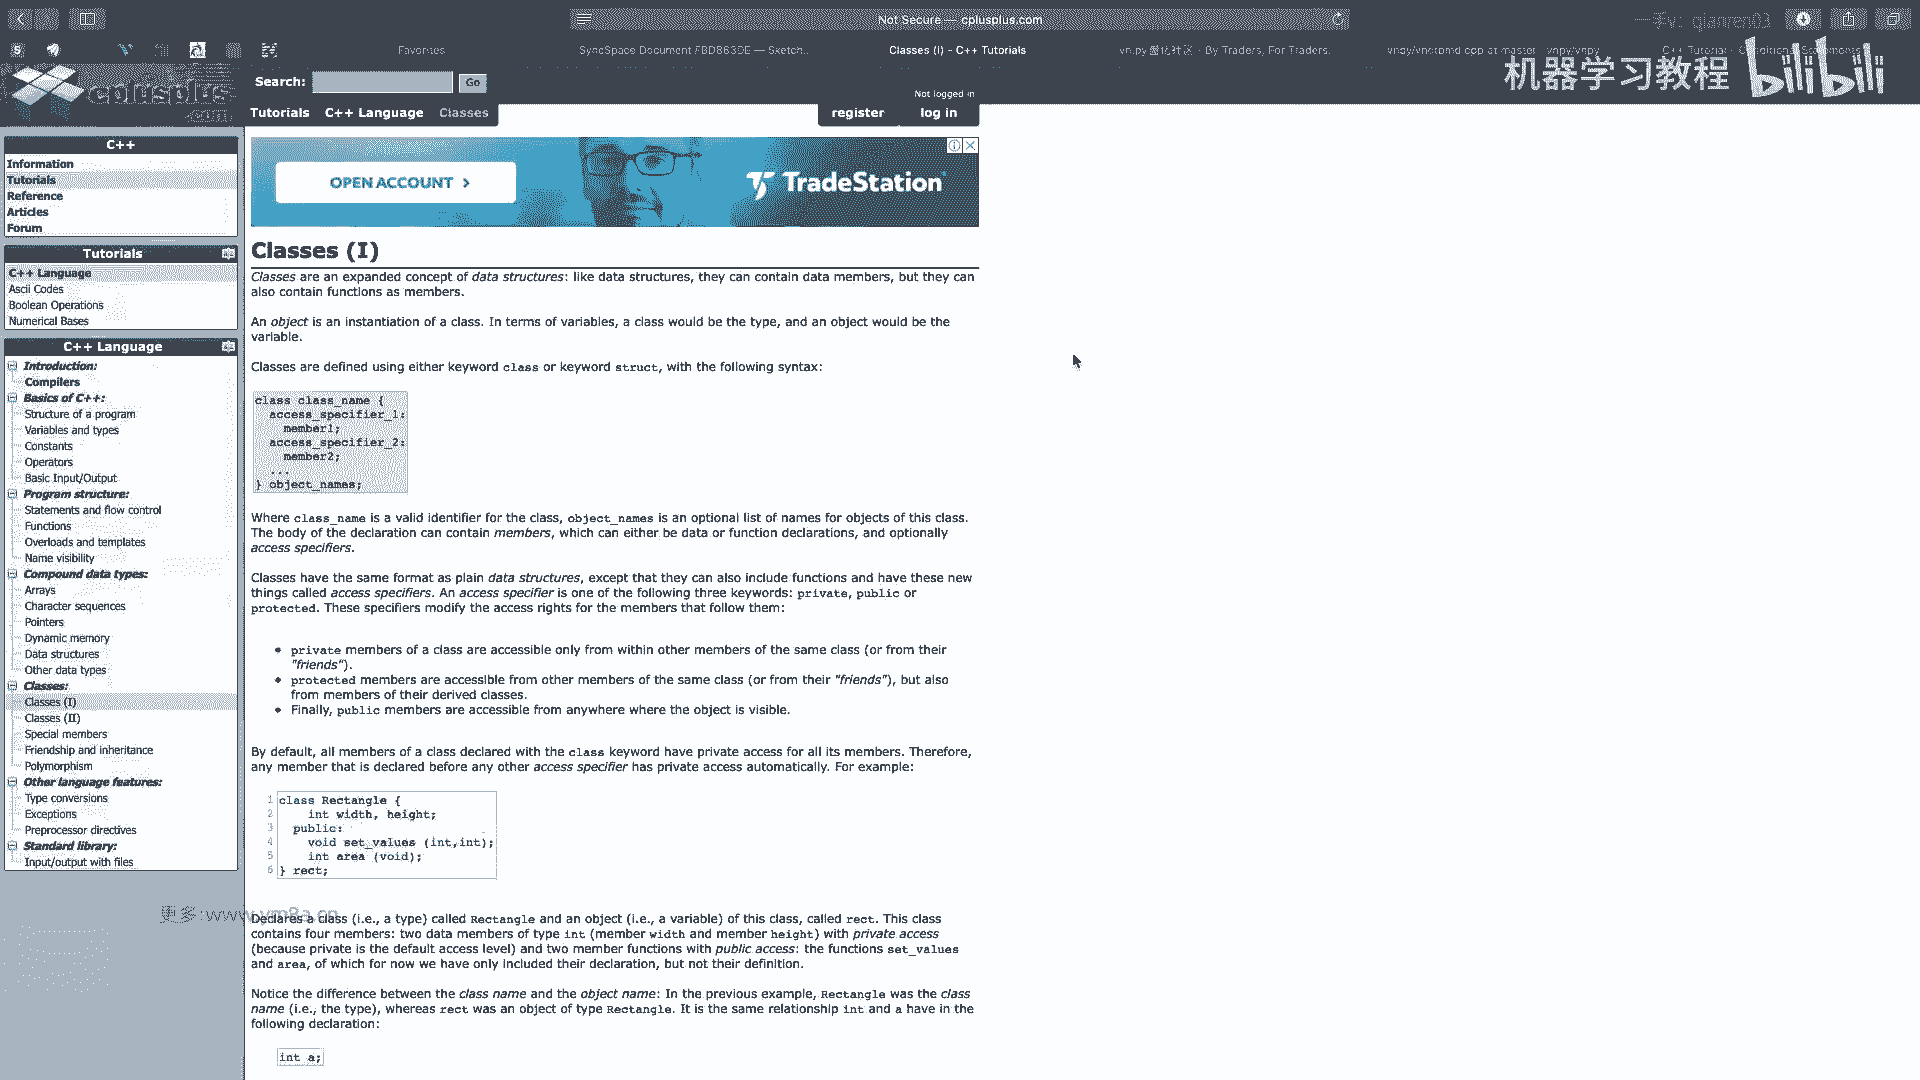 Not Secure — cplusplus.com
Favorites
SyncSpace Document FBD863DE — Sketch...
Classes (I) - C++ Tutorials
By Traders, For Traders.
机器学习教程
bilibili
cplusplus
.com
Search:
Go
Not logged in
Tutorials
C++ Language
Classes
register
log in
C++
Information
Tutorials
Reference
Articles
Forum
Tutorials
C++ Language
Ascii Codes
Boolean Operations
Numerical Bases
C++ Language
Introduction:
Compilers
Basics of C++:
Structure of a program
Variables and types
Constants
Operators
Basic Input/Output
Program structure:
Statements and flow control
Functions
Overloads and templates
Name visibility
Compound data types:
Arrays
Character sequences
Pointers
Dynamic memory
Data structures
Other data types
Classes:
Classes (I)
Classes (II)
Special members
Friendship and inheritance
Polymorphism
Other language features:
Type conversions
Exceptions
Preprocessor directives
Standard library:
Input/output with files
OPEN ACCOUNT
TradeStation
Classes (I)
Classes are an expanded concept of data structures: like data structures, they can contain data members, but they can
also contain functions as members.
An object is an instantiation of a class. In terms of variables, a class would be the type, and an object would be the
variable.
Classes are defined using either keyword class or keyword struct, with the following syntax:
class class_name {
access_specifier_1:
member1;
access_specifier_2:
member2;
...
} object_names;
Where class_name is a valid identifier for the class, object_names is an optional list of names for objects of this class.
The body of the declaration can contain members, which can either be data or function declarations, and optionally
access specifiers.
Classes have the same format as plain data structures, except that they can also include functions and have these new
things called access specifiers. An access specifier is one of the following three keywords: private, public or
protected. These specifiers modify the access rights for the members that follow them:
private members of a class are accessible only from within other members of the same class (or from their
"friends").
protected members are accessible from other members of the same class (or from their "friends"), but also
from members of their derived classes.
Finally, public members are accessible from anywhere where the object is visible.
By default, all members of a class declared with the class keyword have private access for all its members. Therefore,
any member that is declared before any other access specifier has private access automatically. For example:
1 class Rectangle {
2 int width, height;
3 public:
4 void set_values (int,int);
5 int area (void);
6 } rect;
Declares a class (i.e., a type) called Rectangle and an object (i.e., a variable) of this class, called rect. This class
contains four members: two data members of type int (member width and member height) with private access
(because private is the default access level) and two member functions with public access: the functions set_values
and area, of which for now we have only included their declaration, but not their definition.
Notice the difference between the class name and the object name: In the previous example, Rectangle was the class
name (i.e., the type), whereas rect was an object of type Rectangle. It is the same relationship int and a have in the
following declaration:
int a;